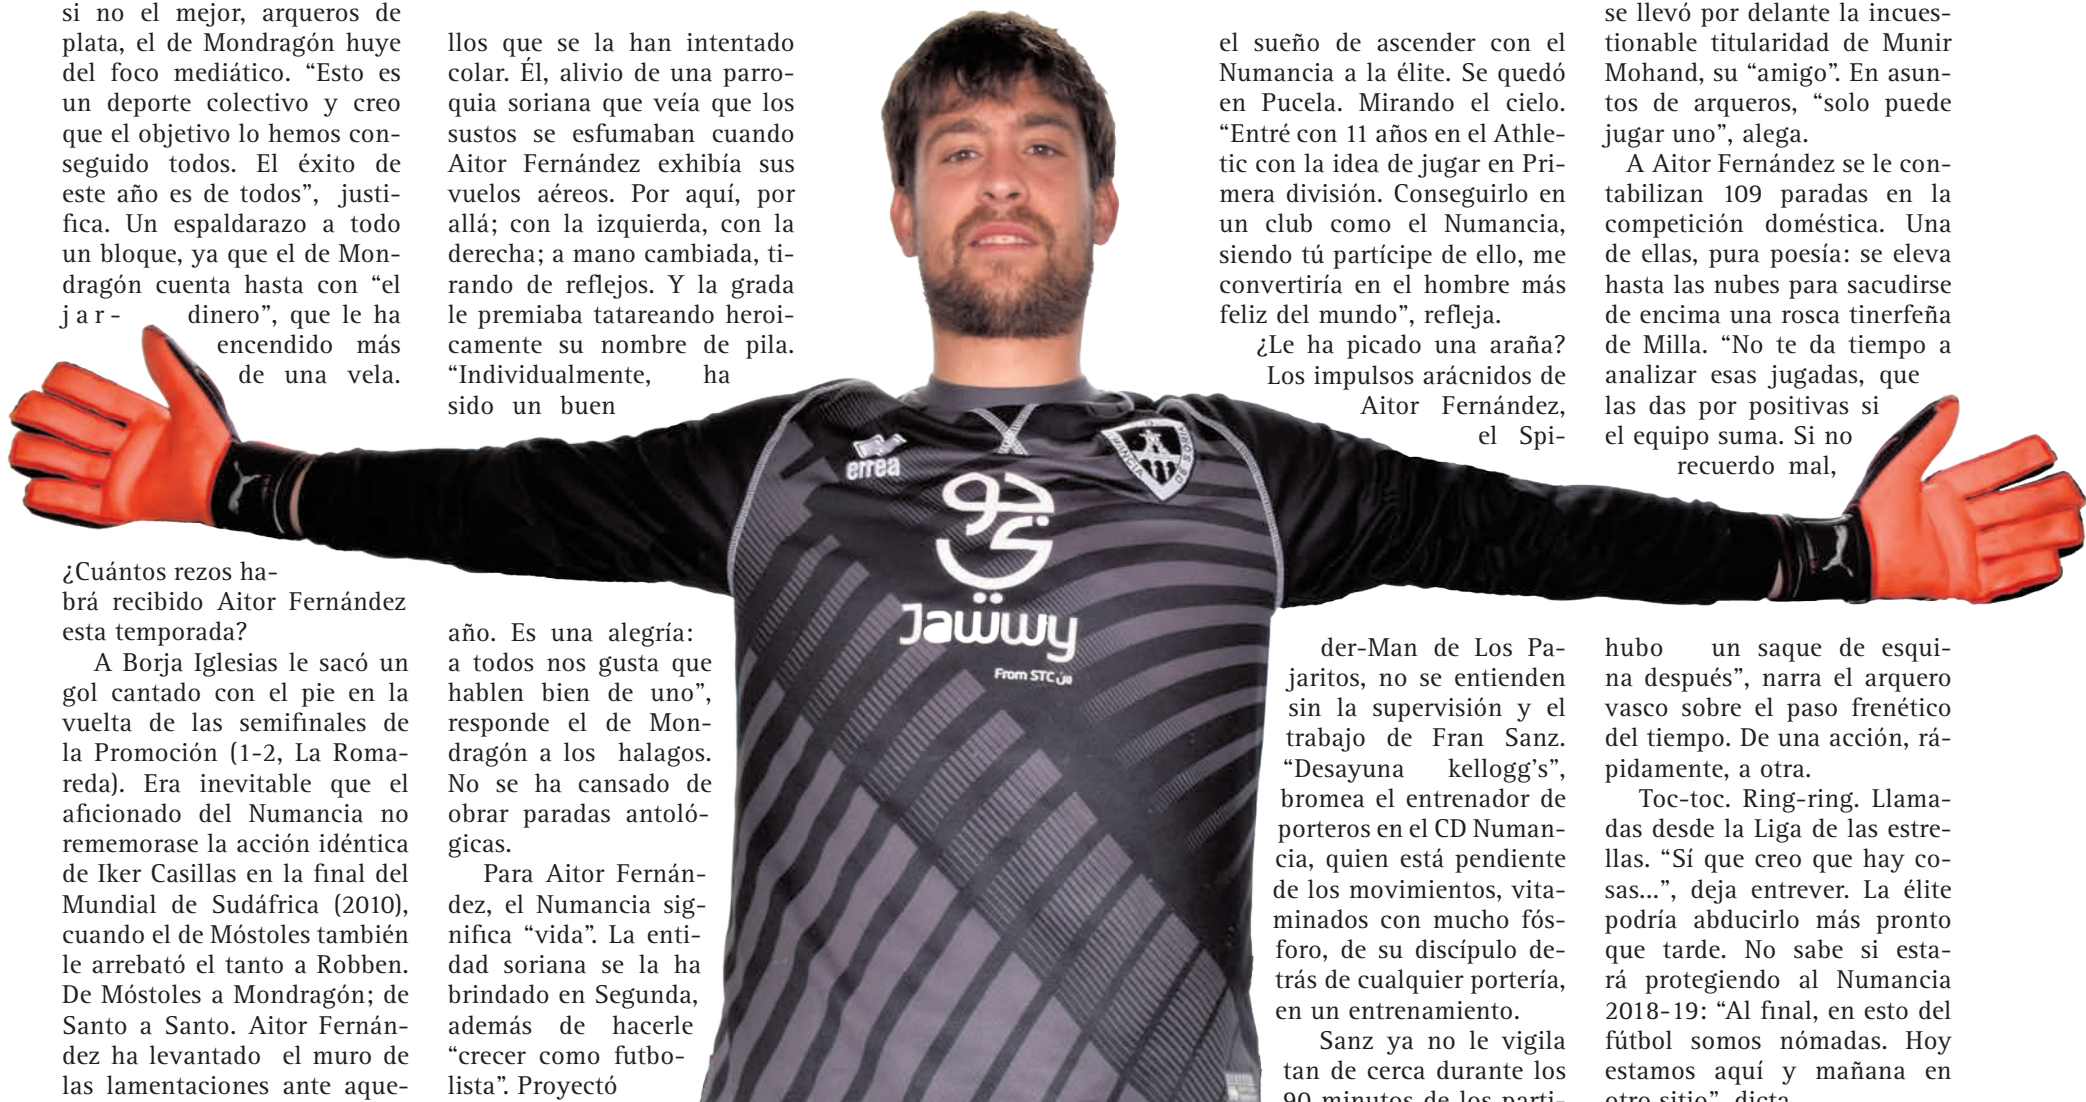 si no el mejor, arqueros de
plata, el de Mondragón huye
del foco mediático. “Esto es
un deporte colectivo y creo
que el objetivo lo hemos con-
seguido todos. El éxito de
este año es de todos”, justi-
fica. Un espaldarazo a todo
un bloque, ya que el de Mon-
dragón cuenta hasta con “el
jar- dinero”, que le ha
encendido más
de una vela.
¿Cuántos rezos ha-
brá recibido Aitor Fernández
esta temporada?
A Borja Iglesias le sacó un
gol cantado con el pie en la
vuelta de las semifinales de
la Promoción (1-2, La Roma-
reda). Era inevitable que el
aficionado del Numancia no
rememorase la acción idéntica
de Iker Casillas en la final del
Mundial de Sudáfrica (2010),
cuando el de Móstoles también
le arrebató el tanto a Robben.
De Móstoles a Mondragón; de
Santo a Santo. Aitor Fernán-
dez ha levantado el muro de
las lamentaciones ante aque-
llos que se la han intentado
colar. Él, alivio de una parro-
quia soriana que veía que los
sustos se esfumaban cuando
Aitor Fernández exhibía sus
vuelos aéreos. Por aquí, por
allá; con la izquierda, con la
derecha; a mano cambiada, ti-
rando de reflejos. Y la grada
le premiaba tatareando heroi-
camente su nombre de pila.
“Individualmente, ha
sido un buen
año. Es una alegría:
a todos nos gusta que
hablen bien de uno”,
responde el de Mon-
dragón a los halagos.
No se ha cansado de
obrar paradas antoló-
gicas.
Para Aitor Fernán-
dez, el Numancia sig-
nifica “vida”. La enti-
dad soriana se la ha
brindado en Segunda,
además de hacerle
“crecer como futbo-
lista”. Proyectó
errea
جوّي
Jawwy
From STC من
NUMANCIA
el sueño de ascender con el
Numancia a la élite. Se quedó
en Pucela. Mirando el cielo.
“Entré con 11 años en el Athle-
tic con la idea de jugar en Pri-
mera división. Conseguirlo en
un club como el Numancia,
siendo tú partícipe de ello, me
convertiría en el hombre más
feliz del mundo”, refleja.
¿Le ha picado una araña?
Los impulsos arácnidos de
Aitor Fernández,
el Spi-
der-Man de Los Pa-
jaritos, no se entienden
sin la supervisión y el
trabajo de Fran Sanz.
“Desayuna kellogg's”,
bromea el entrenador de
porteros en el CD Numan-
cia, quien está pendiente
de los movimientos, vita-
minados con mucho fós-
foro, de su discípulo de-
trás de cualquier portería,
en un entrenamiento.
Sanz ya no le vigila
tan de cerca durante los
90 minutos de los parti-
se llevó por delante la incues-
tionable titularidad de Munir
Mohand, su “amigo”. En asun-
tos de arqueros, “solo puede
jugar uno”, alega.
A Aitor Fernández se le con-
tabilizan 109 paradas en la
competición doméstica. Una
de ellas, pura poesía: se eleva
hasta las nubes para sacudirse
de encima una rosca tinerfeña
de Milla. “No te da tiempo a
analizar esas jugadas, que
las das por positivas si
el equipo suma. Si no
recuerdo mal,
hubo un saque de esqui-
na después”, narra el arquero
vasco sobre el paso frenético
del tiempo. De una acción, rá-
pidamente, a otra.
Toc-toc. Ring-ring. Llama-
das desde la Liga de las estre-
llas. “Sí que creo que hay co-
sas...”, deja entrever. La élite
podría abducirlo más pronto
que tarde. No sabe si esta-
rá protegiendo al Numancia
2018-19: “Al final, en esto del
fútbol somos nómadas. Hoy
estamos aquí y mañana en
otro sitio”, dicta.